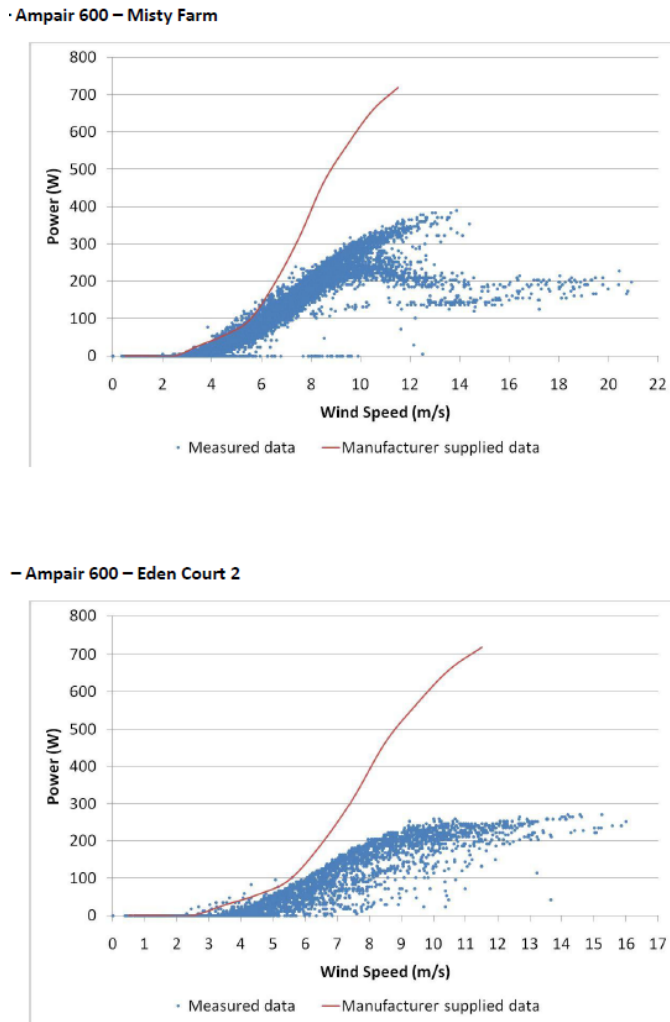 · Ampair 600 – Misty Farm
800
700
600
500
400
300
200
100
0
Power (W)
0 2 4 6 8 10 12 14 16 18 20 22
Wind Speed (m/s)
Measured data Manufacturer supplied data
– Ampair 600 – Eden Court 2
800
700
600
500
400
300
200
100
0
Power (W)
0 1 2 3 4 5 6 7 8 9 10 11 12 13 14 15 16 17
Wind Speed (m/s)
Measured data Manufacturer supplied data